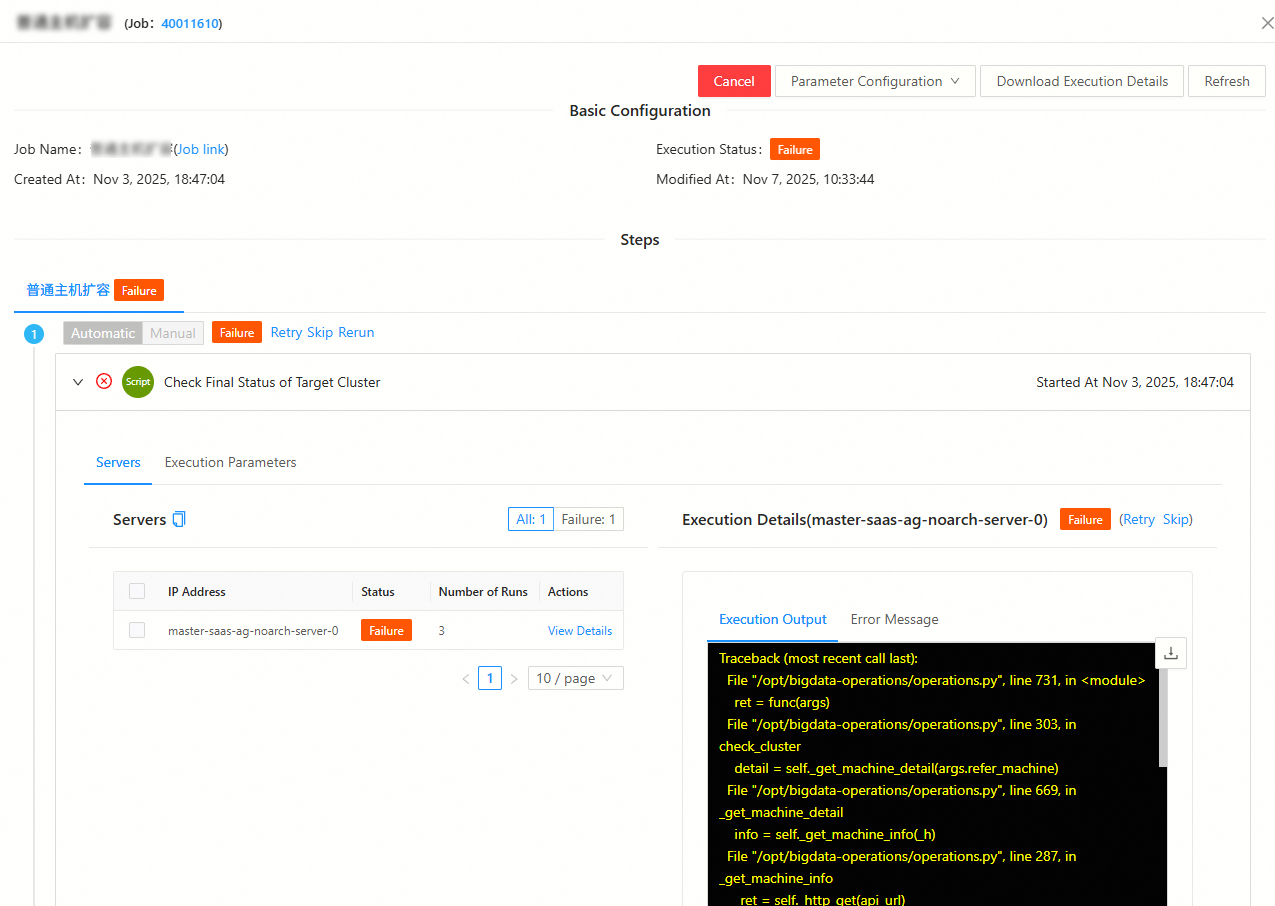 (Job: 40011610)
Cancel
Parameter Configuration
Download Execution Details
Refresh
Basic Configuration
Job Name: (Job link)
Execution Status: Failure
Created At: Nov 3, 2025, 18:47:04
Modified At: Nov 7, 2025, 10:33:44
Steps
普通主机扩容 Failure
1 Automatic Manual Failure Retry Skip Rerun
Script Check Final Status of Target Cluster
Started At Nov 3, 2025, 18:47:04
Servers Execution Parameters
Servers
All: 1 Failure: 1
IP Address Status Number of Runs Actions
master-saas-ag-noarch-server-0 Failure 3 View Details
1 10 / page
Execution Details(master-saas-ag-noarch-server-0) Failure (Retry Skip)
Execution Output Error Message
Traceback (most recent call last):
File "/opt/bigdata-operations/operations.py", line 731, in <module>
ret = func(args)
File "/opt/bigdata-operations/operations.py", line 303, in
check_cluster
detail = self._get_machine_detail(args.refer_machine)
File "/opt/bigdata-operations/operations.py", line 669, in
_get_machine_detail
info = self._get_machine_info(_h)
File "/opt/bigdata-operations/operations.py", line 287, in
_get_machine_info
ret = self._http_get(api_url)